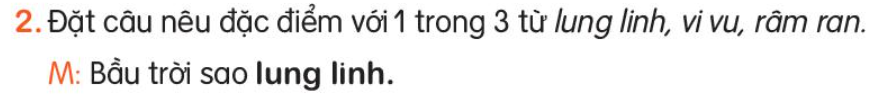 2. Đặt câu nêu đặc điểm với 1 trong 3 từ lung linh, vi vu, râm ran.
M: Bầu trời sao lung linh.